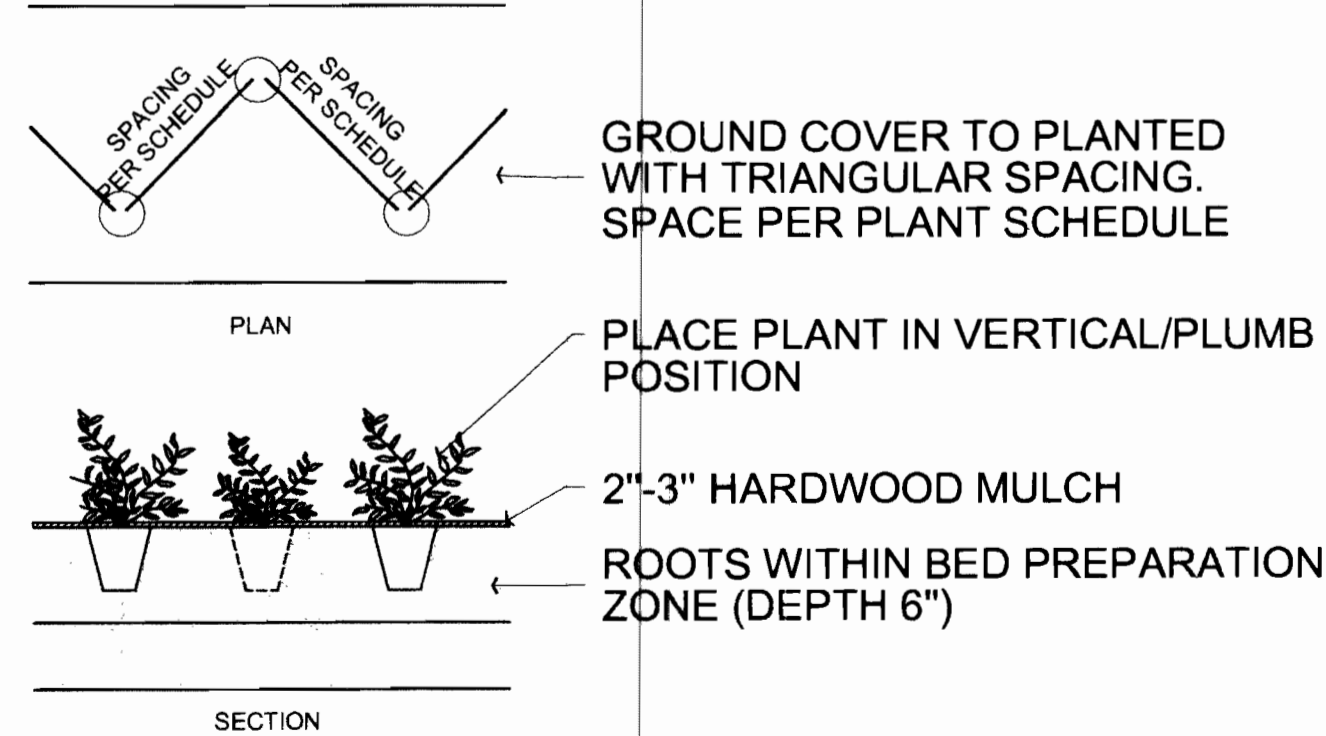 SPACING
PER SCHEDULE
SPACING
PER SCHEDULE
GROUND COVER TO PLANTED
WITH TRIANGULAR SPACING.
SPACE PER PLANT SCHEDULE
PLAN
PLACE PLANT IN VERTICAL/PLUMB
POSITION
2"-3" HARDWOOD MULCH
ROOTS WITHIN BED PREPARATION
ZONE (DEPTH 6")
SECTION